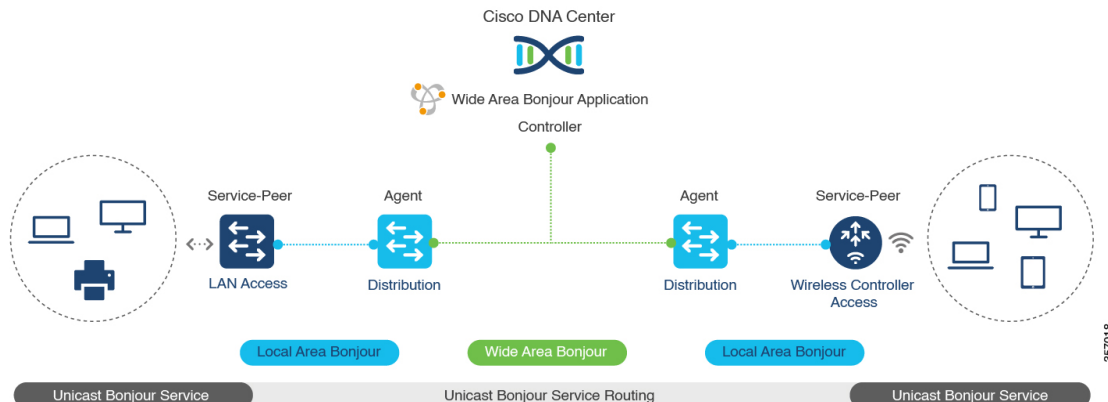 Cisco DNA Center
Wide Area Bonjour Application
Controller
Service-Peer
Agent
Agent
Service-Peer
LAN Access
Distribution
Distribution
Wireless Controller
Access
Local Area Bonjour
Wide Area Bonjour
Local Area Bonjour
357018
Unicast Bonjour Service
Unicast Bonjour Service Routing
Unicast Bonjour Service